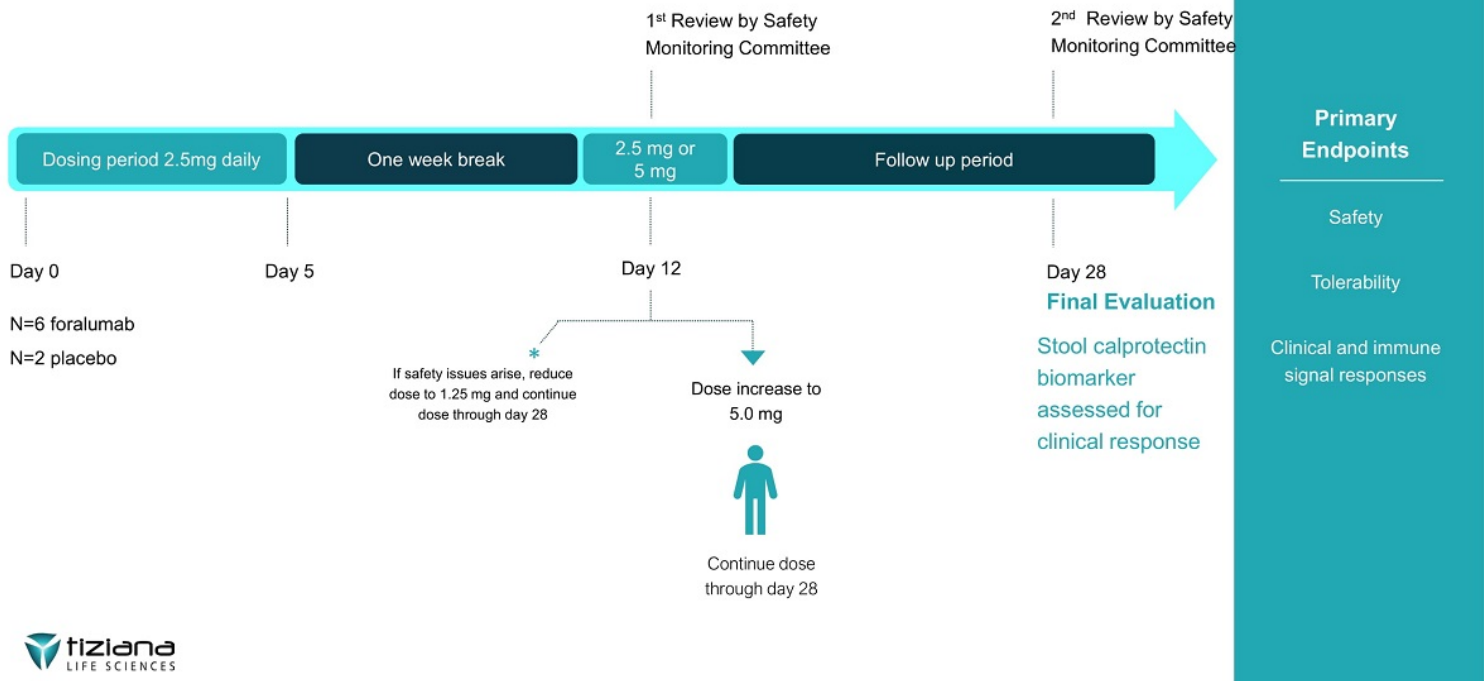 1st Review by Safety
Monitoring Committee
2nd Review by Safety
Monitoring Committee
Dosing period 2.5mg daily
One week break
2.5 mg or
5 mg
Follow up period
Day 0
Day 5
Day 12
Day 28
N=6 foralumab
N=2 placebo
*
If safety issues arise, reduce
dose to 1.25 mg and continue
dose through day 28
Dose increase to
5.0 mg
Continue dose
through day 28
Final Evaluation
Stool calprotectin
biomarker
assessed for
clinical response
Primary
Endpoints
Safety
Tolerability
Clinical and immune
signal responses
tiziana
LIFE SCIENCES